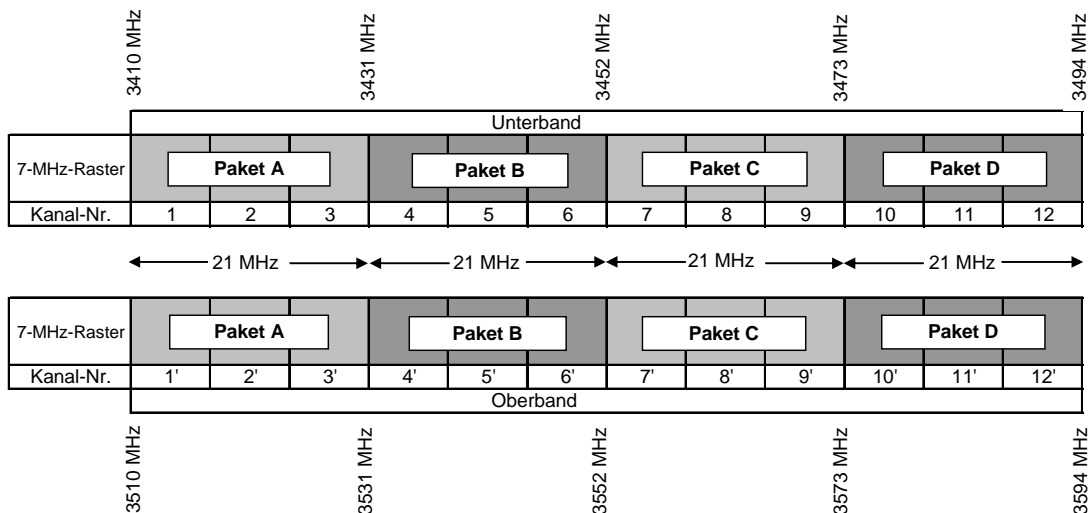 3410 MHz 3431 MHz 3452 MHz 3473 MHz 3494 MHz
Unterband
7-MHz-Raster Paket A Paket B Paket C Paket D
Kanal-Nr. 1 2 3 4 5 6 7 8 9 10 11 12
21 MHz 21 MHz 21 MHz 21 MHz
7-MHz-Raster Paket A Paket B Paket C Paket D
Kanal-Nr. 1' 2' 3' 4' 5' 6' 7' 8' 9' 10' 11' 12'
Oberband
3510 MHz 3531 MHz 3552 MHz 3573 MHz 3594 MHz